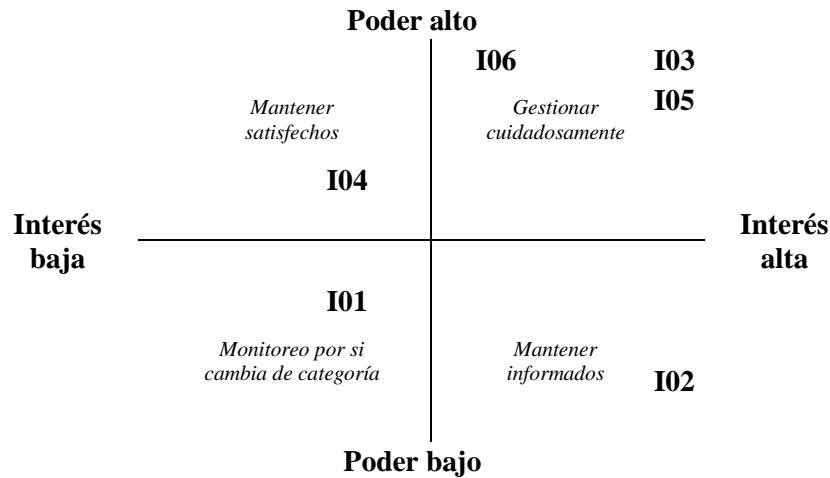 Poder alto
I06
I03
Mantener
satisfechos
Gestionar
cuidadosamente
I05
I04
Interés
baja
Interés
alta
I01
Monitoreo por si
cambia de categoría
Mantener
informados
I02
Poder bajo